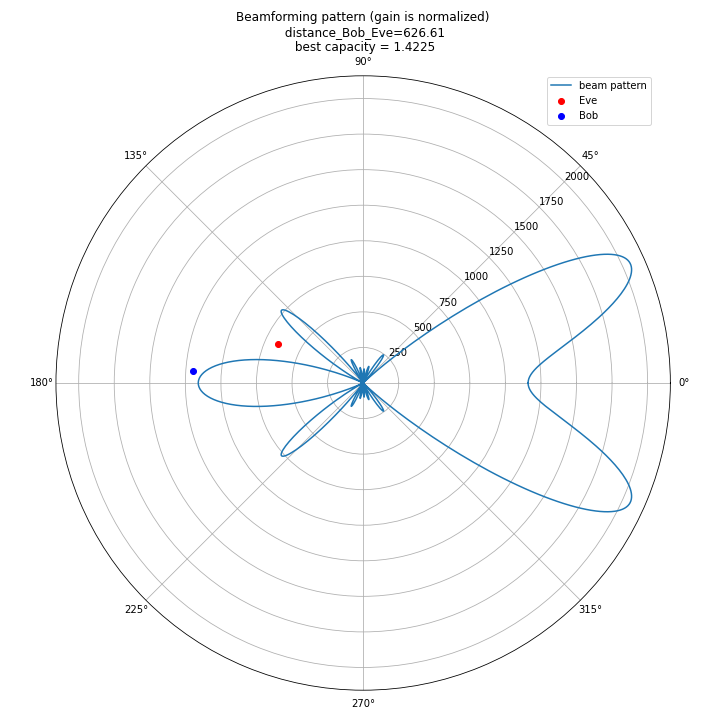 Beamforming pattern (gain is normalized)
distance_Bob_Eve=626.61
best capacity = 1.4225
90°
beam pattern
Eve
Bob
135°
45°
2000
1750
1500
1250
1000
750
500
250
180°
0°
225°
315°
270°